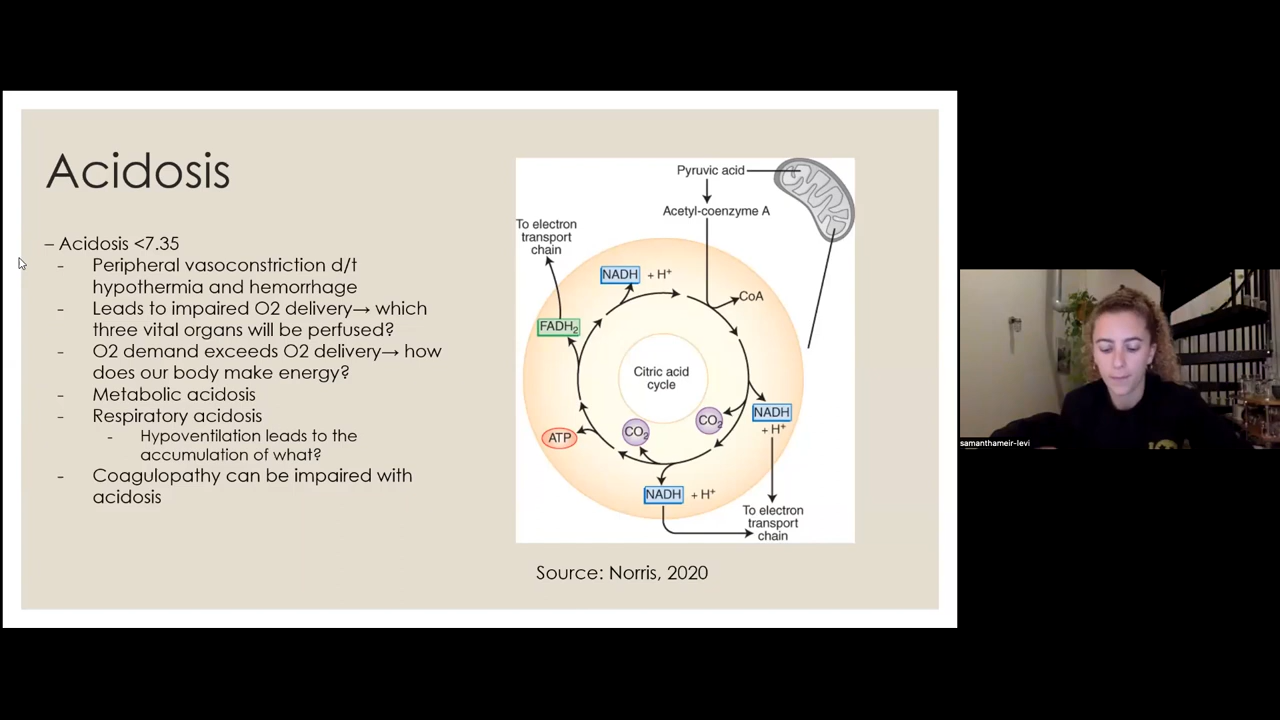 Acidosis
– Acidosis <7.35
- Peripheral vasoconstriction d/t
hypothermia and hemorrhage
- Leads to impaired O2 delivery→ which
three vital organs will be perfused?
- O2 demand exceeds O2 delivery→ how
does our body make energy?
- Metabolic acidosis
- Respiratory acidosis
- Hypoventilation leads to the
accumulation of what?
- Coagulopathy can be impaired with
acidosis
Pyruvic acid
Acetyl-coenzyme A
To electron
transport
chain
NADH + H⁺
CoA
FADH₂
Citric acid
cycle
NADH
+ H⁺
CO₂
CO₂
ATP
NADH + H⁺
To electron
transport
chain
Source: Norris, 2020
samanthameir-levi